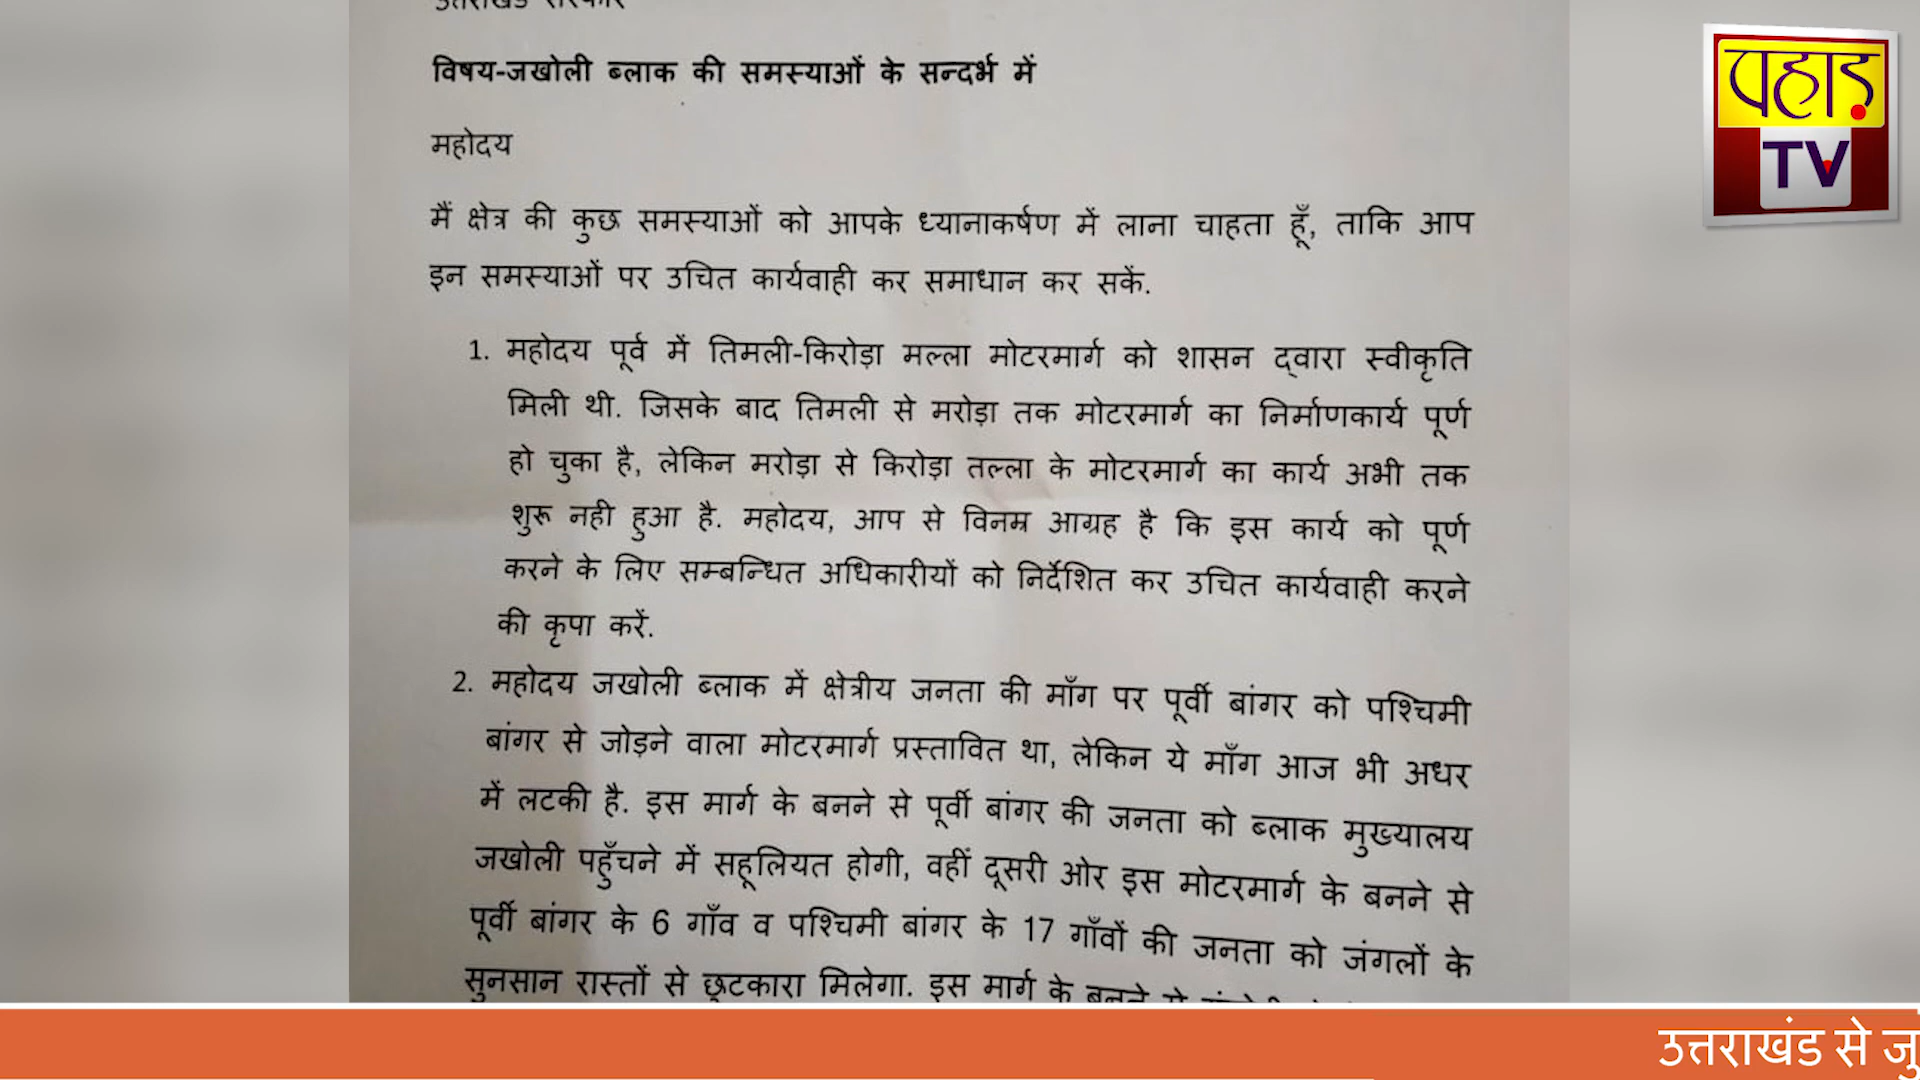 उत्तराखंड सरकार
विषय-जखोली ब्लाक की समस्याओं के सन्दर्भ में
महोदय
मैं क्षेत्र की कुछ समस्याओं को आपके ध्यानाकर्षण में लाना चाहता हूँ, ताकि आप
इन समस्याओं पर उचित कार्यवाही कर समाधान कर सकें.
1. महोदय पूर्व में तिमली-किरोड़ा मल्ला मोटरमार्ग को शासन द्वारा स्वीकृति
मिली थी. जिसके बाद तिमली से मरोड़ा तक मोटरमार्ग का निर्माणकार्य पूर्ण
हो चुका है, लेकिन मरोड़ा से किरोड़ा तल्ला के मोटरमार्ग का कार्य अभी तक
शुरू नही हुआ है. महोदय, आप से विनम्र आग्रह है कि इस कार्य को पूर्ण
करने के लिए सम्बन्धित अधिकारीयों को निर्देशित कर उचित कार्यवाही करने
की कृपा करें.
2. महोदय जखोली ब्लाक में क्षेत्रीय जनता की माँग पर पूर्वी बांगर को पश्चिमी
बांगर से जोड़ने वाला मोटरमार्ग प्रस्तावित था, लेकिन ये माँग आज भी अधर
में लटकी है. इस मार्ग के बनने से पूर्वी बांगर की जनता को ब्लाक मुख्यालय
जखोली पहुँचने में सहूलियत होगी, वहीं दूसरी ओर इस मोटरमार्ग के बनने से
पूर्वी बांगर के 6 गाँव व पश्चिमी बांगर के 17 गाँवों की जनता को जंगलों के
सुनसान रास्तों से छूटकारा मिलेगा. इस मार्ग के बनने से
पहाड़
TV
उत्तराखंड से जु